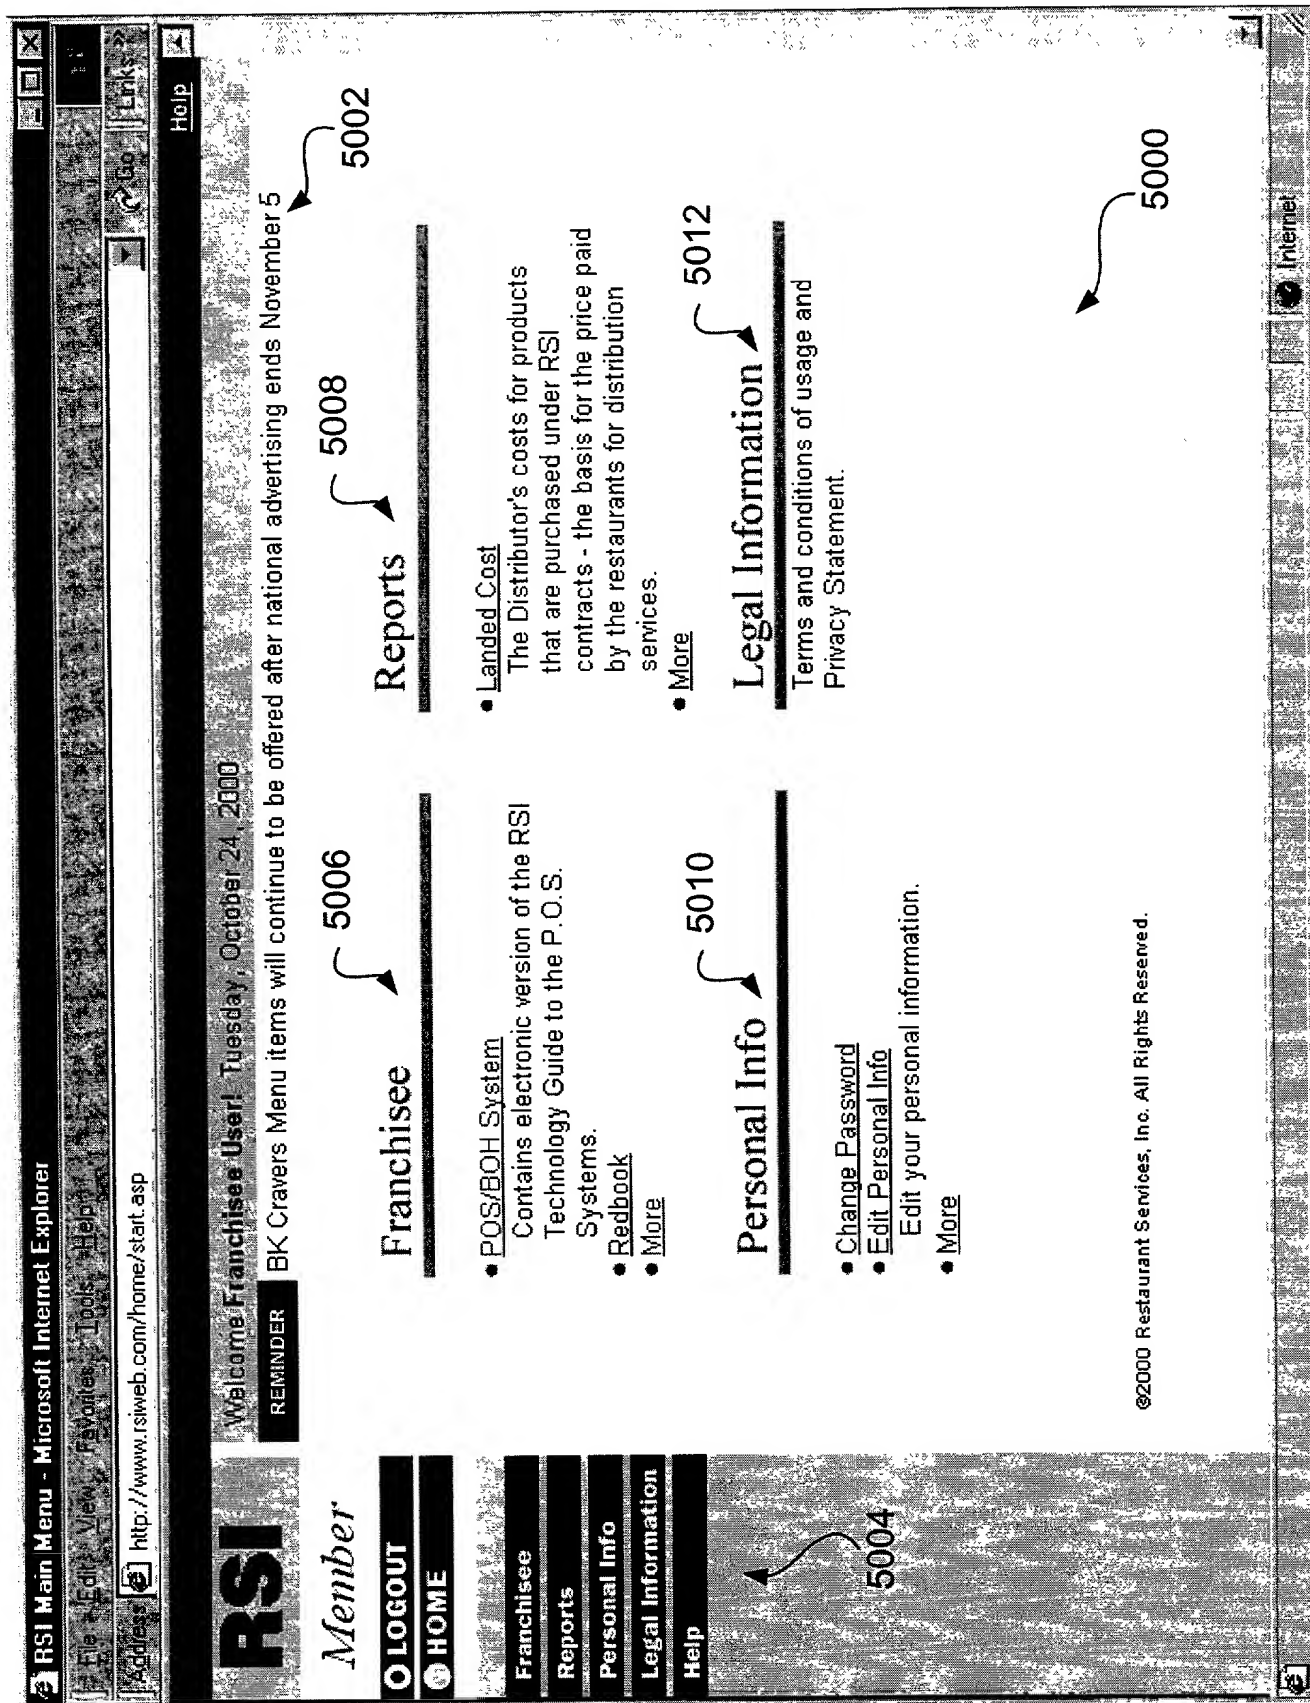 RSI Main Menu - Microsoft Internet Explorer
File Edit View Favorites Tools Help
Address http://www.rsiweb.com/home/start.asp Go Links »
Help
RSI
Welcome Franchisee User! Tuesday, October 24, 2000
REMINDER BK Cravers Menu items will continue to be offered after national advertising ends November 5
5002
Member
LOGOUT
HOME
Franchisee
Reports
Personal Info
Legal Information
Help
5004
5006
Franchisee
• POS/BOH System
Contains electronic version of the RSI
Technology Guide to the P.O.S.
Systems.
• Redbook
• More
5008
Reports
• Landed Cost
The Distributor's costs for products
that are purchased under RSI
contracts - the basis for the price paid
by the restaurants for distribution
services.
• More
5010
Personal Info
• Change Password
• Edit Personal Info
Edit your personal information.
• More
5012
Legal Information
Terms and conditions of usage and
Privacy Statement.
5000
©2000 Restaurant Services, Inc. All Rights Reserved.
Internet